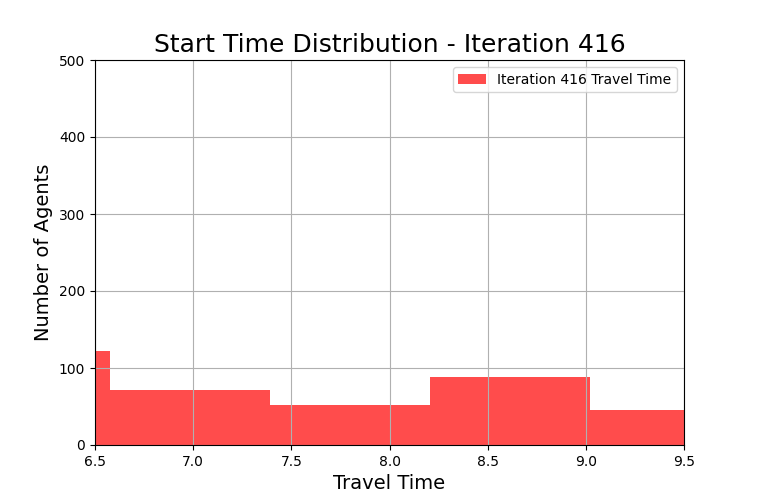 Start Time Distribution - Iteration 416
Iteration 416 Travel Time
Number of Agents
500
400
300
200
100
0
6.5 7.0 7.5 8.0 8.5 9.0 9.5
Travel Time